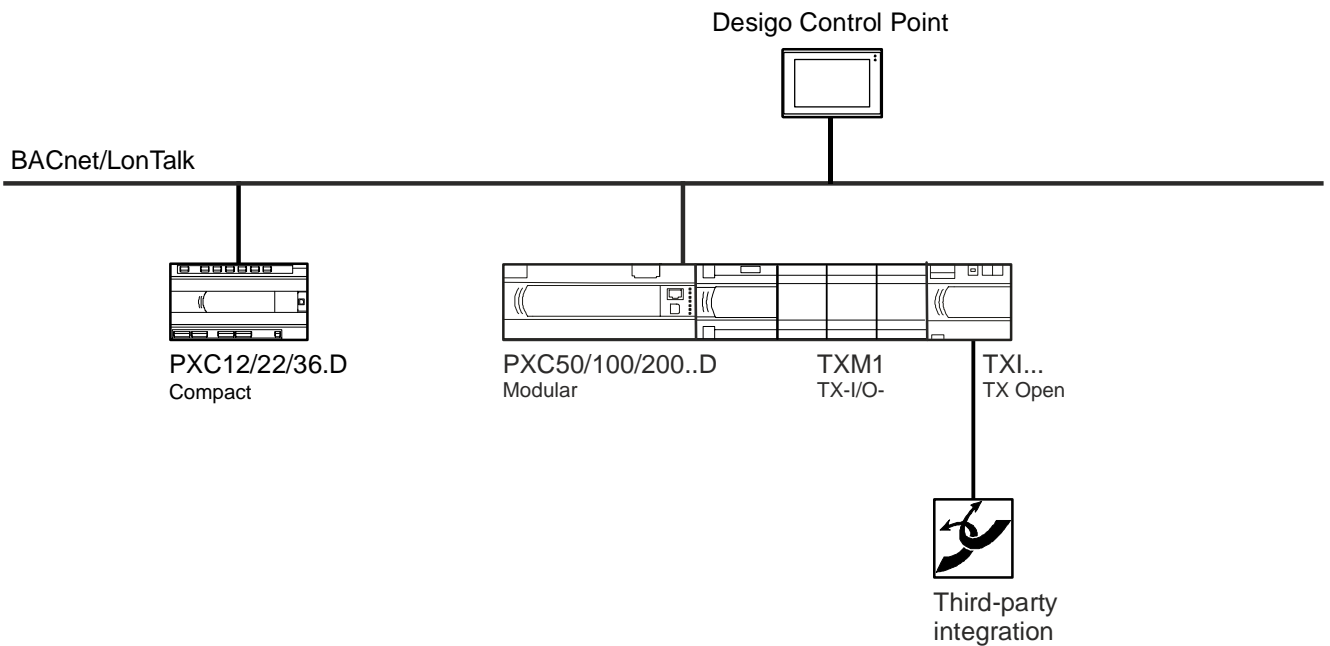 Desigo Control Point
BACnet/LonTalk
PXC12/22/36.D
Compact
PXC50/100/200..D
Modular
TXM1
TX-I/O-
TXI...
TX Open
Third-party
integration